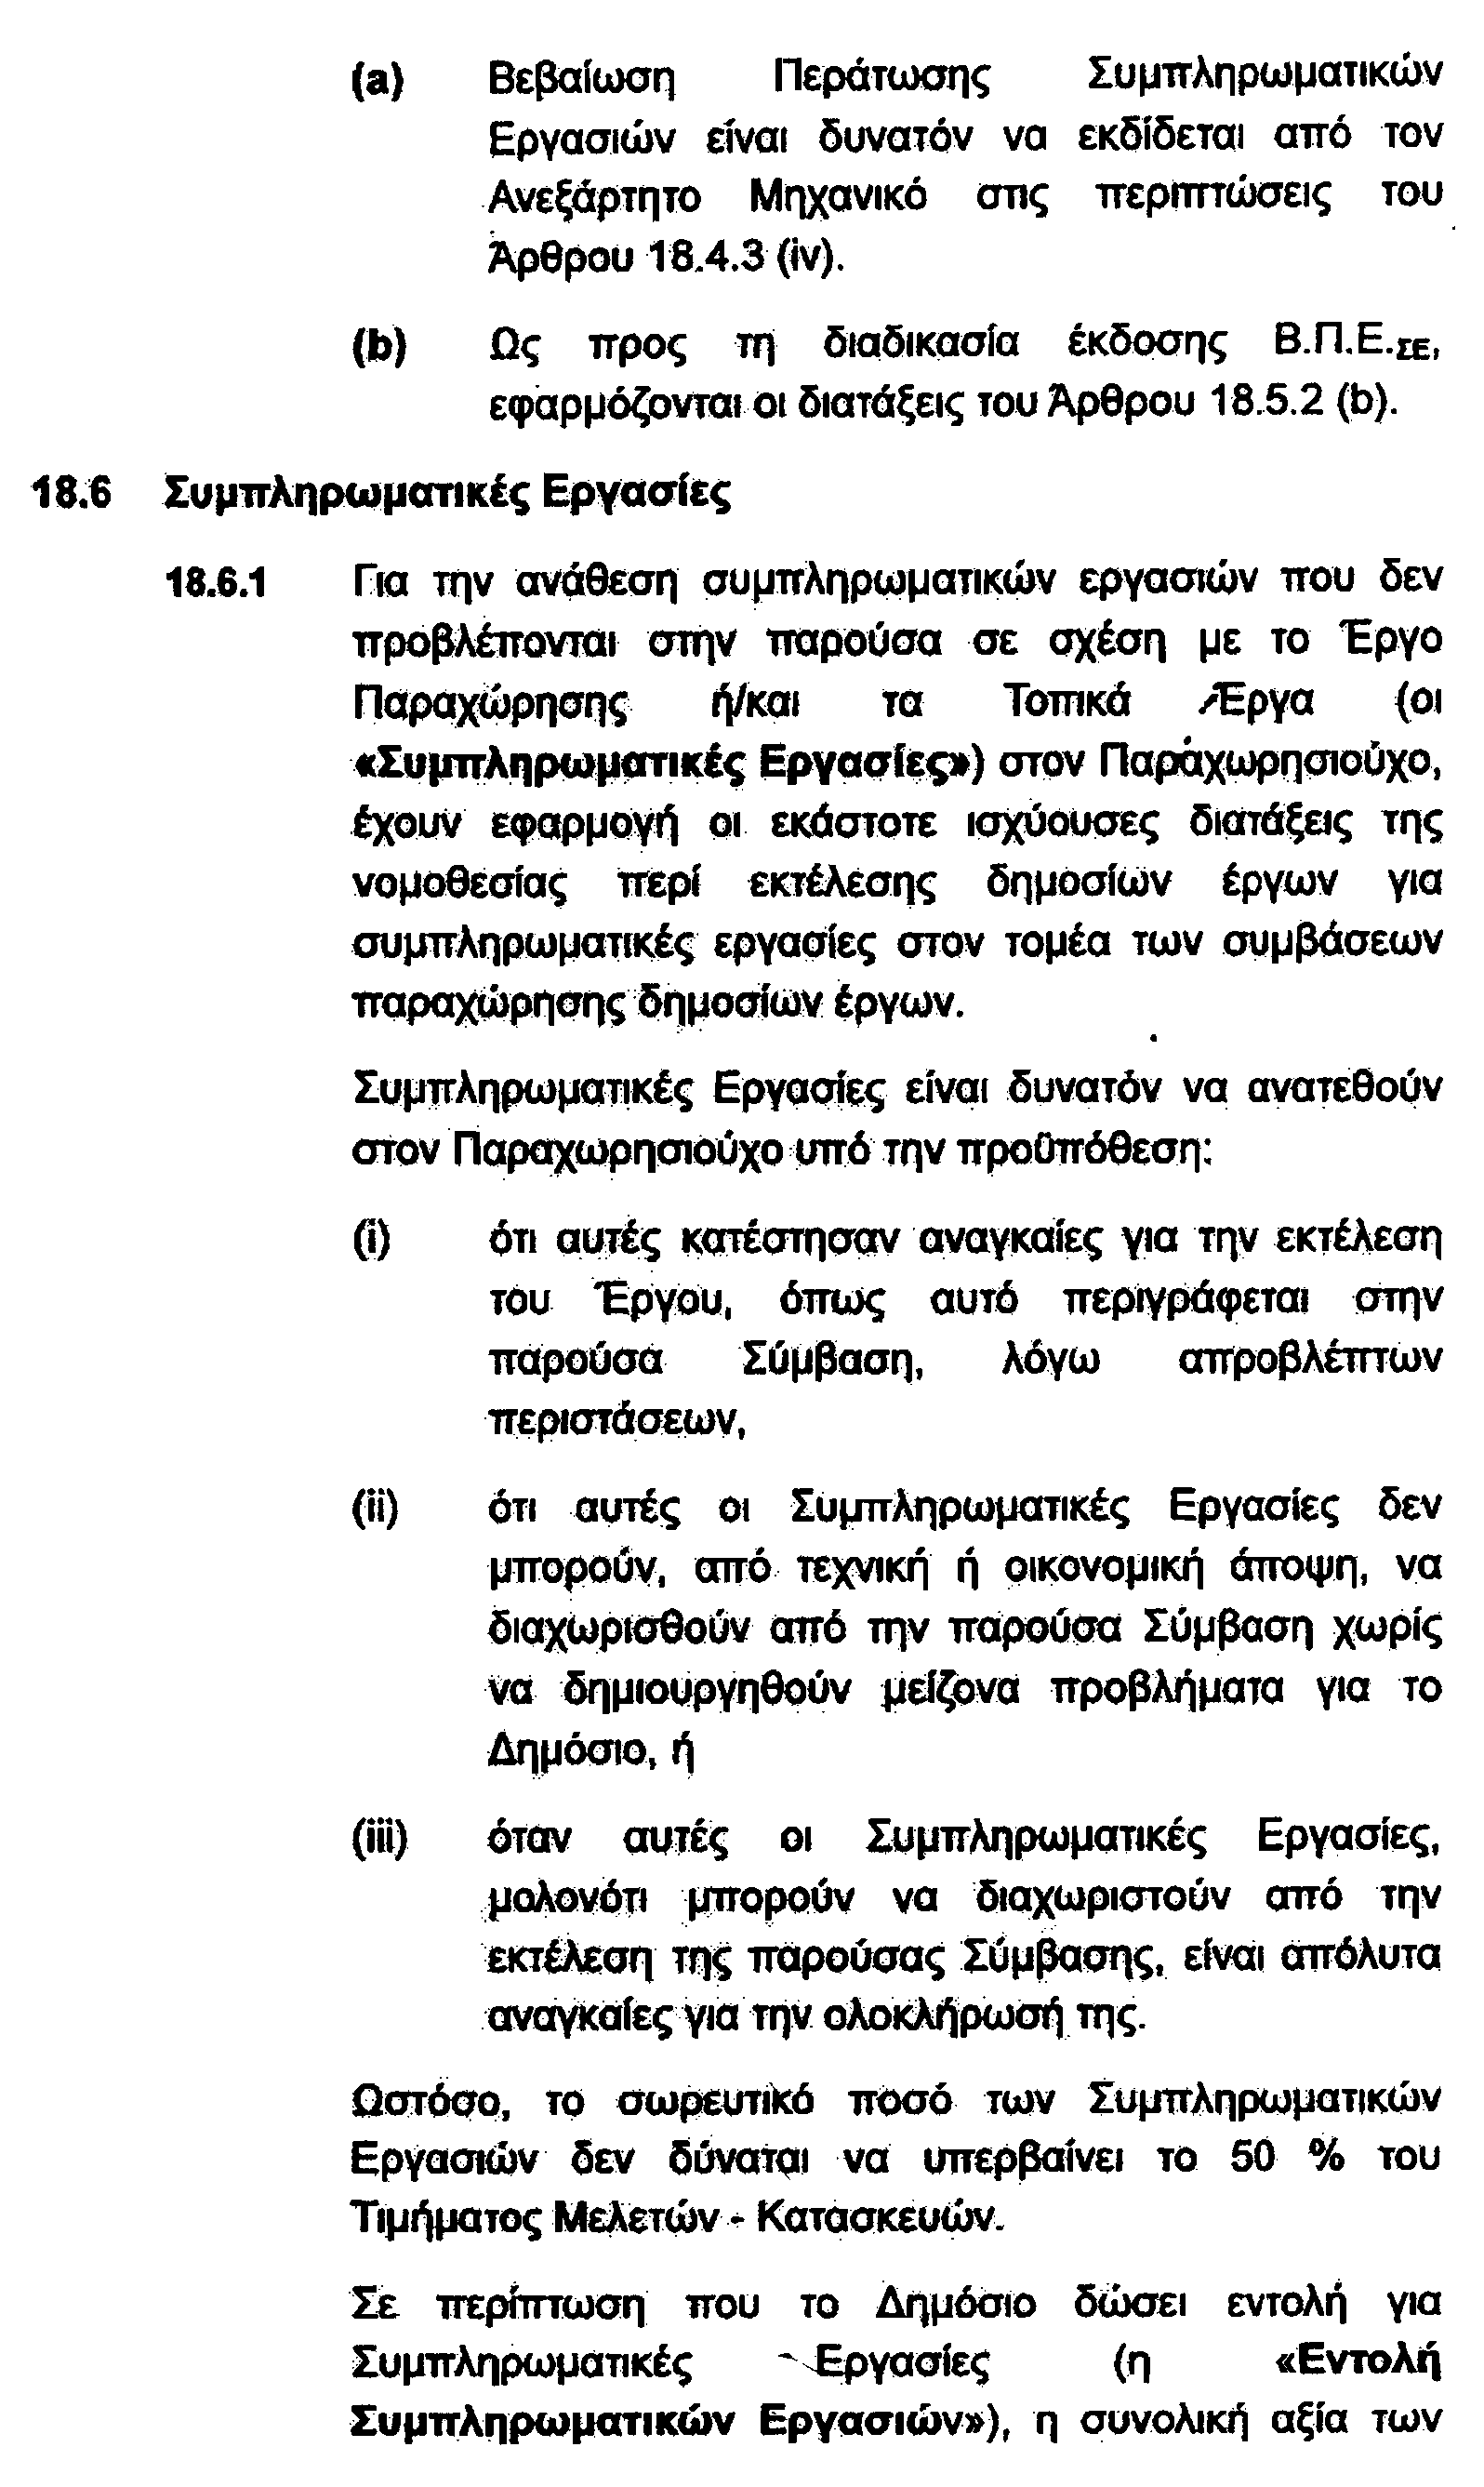 (a) Βεβαίωση Περάτωσης Συμπληρωματικών
Εργασιών είναι δυνατόν να εκδίδεται από τον
Ανεξάρτητο Μηχανικό στις περιπτώσεις του
Άρθρου 18.4.3 (iv).
(b) Ως προς τη διαδικασία έκδοσης Β.Π.Ε.ΣΕ,
εφαρμόζονται οι διατάξεις του Άρθρου 18.5.2 (b).
18.6 Συμπληρωματικές Εργασίες
18.6.1 Για την ανάθεση συμπληρωματικών εργασιών που δεν
προβλέπονται στην παρούσα σε σχέση με το Έργο
Παραχώρησης ή/και τα Τοπικά Έργα (οι
«Συμπληρωματικές Εργασίες») στον Παραχωρησιούχο,
έχουν εφαρμογή οι εκάστοτε ισχύουσες διατάξεις της
νομοθεσίας περί εκτέλεσης δημοσίων έργων για
συμπληρωματικές εργασίες στον τομέα των συμβάσεων
παραχώρησης δημοσίων έργων.
Συμπληρωματικές Εργασίες είναι δυνατόν να ανατεθούν
στον Παραχωρησιούχο υπό την προϋπόθεση:
(i) ότι αυτές κατέστησαν αναγκαίες για την εκτέλεση
του Έργου, όπως αυτό περιγράφεται στην
παρούσα Σύμβαση, λόγω απροβλέπτων
περιστάσεων,
(ii) ότι αυτές οι Συμπληρωματικές Εργασίες δεν
μπορούν, από τεχνική ή οικονομική άποψη, να
διαχωρισθούν από την παρούσα Σύμβαση χωρίς
να δημιουργηθούν μείζονα προβλήματα για το
Δημόσιο, ή
(iii) όταν αυτές οι Συμπληρωματικές Εργασίες,
μολονότι μπορούν να διαχωριστούν από την
εκτέλεση της παρούσας Σύμβασης, είναι απόλυτα
αναγκαίες για την ολοκλήρωσή της.
Ωστόσο, το σωρευτικό ποσό των Συμπληρωματικών
Εργασιών δεν δύναται να υπερβαίνει το 50 % του
Τιμήματος Μελετών - Κατασκευών.
Σε περίπτωση που το Δημόσιο δώσει εντολή για
Συμπληρωματικές Εργασίες (η «Εντολή
Συμπληρωματικών Εργασιών»), η συνολική αξία των